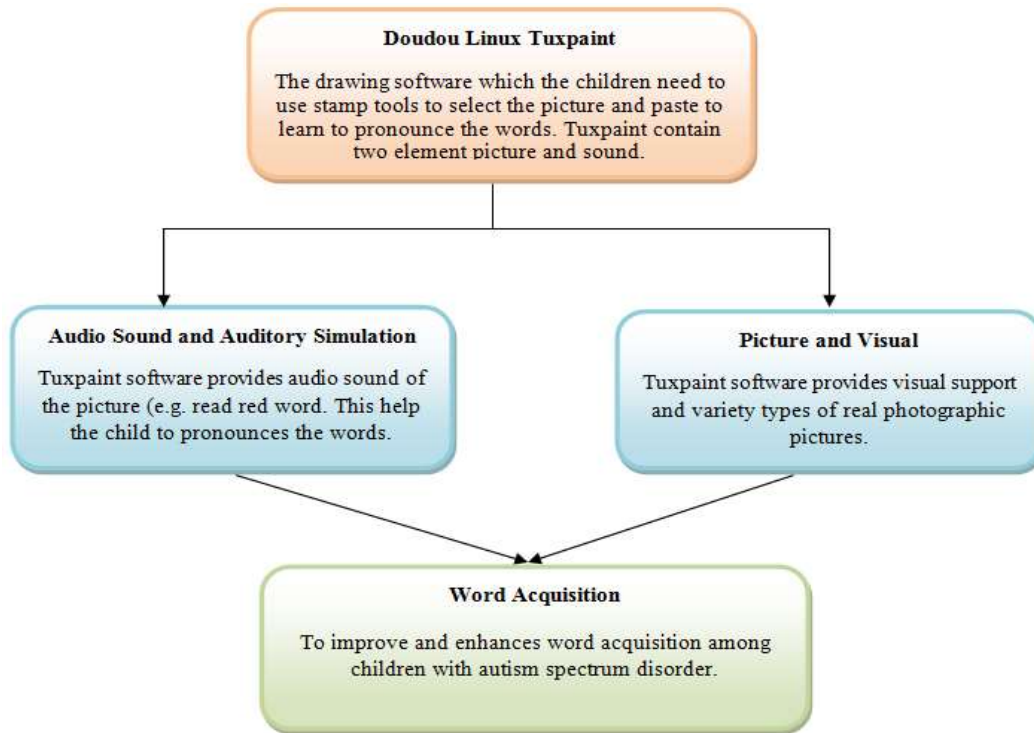 Doudou Linux Tuxpaint
The drawing software which the children need to
use stamp tools to select the picture and paste to
learn to pronounce the words. Tuxpaint contain
two element picture and sound.
Audio Sound and Auditory Simulation
Tuxpaint software provides audio sound of
the picture (e.g. read red word. This help
the child to pronounces the words.
Picture and Visual
Tuxpaint software provides visual support
and variety types of real photographic
pictures.
Word Acquisition
To improve and enhances word acquisition among
children with autism spectrum disorder.